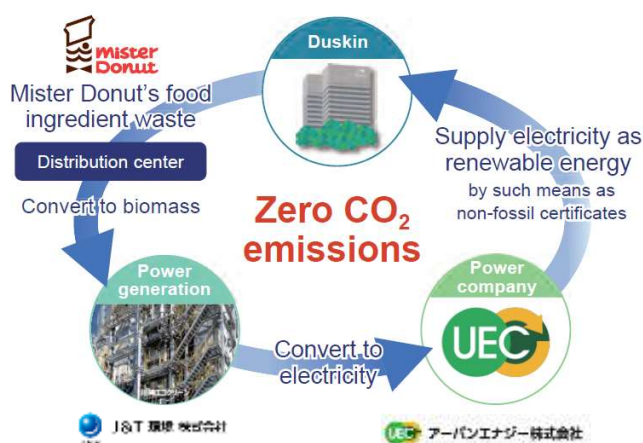 Duskin
mister
Donut
Mister Donut's food
ingredient waste
Distribution center
Convert to biomass
Supply electricity as
renewable energy
by such means as
non-fossil certificates
Zero CO₂
emissions
Power
generation
Power
company
UEC
Convert to
electricity
J&T 環境 株式会社
UEC アーバンエナジー株式会社